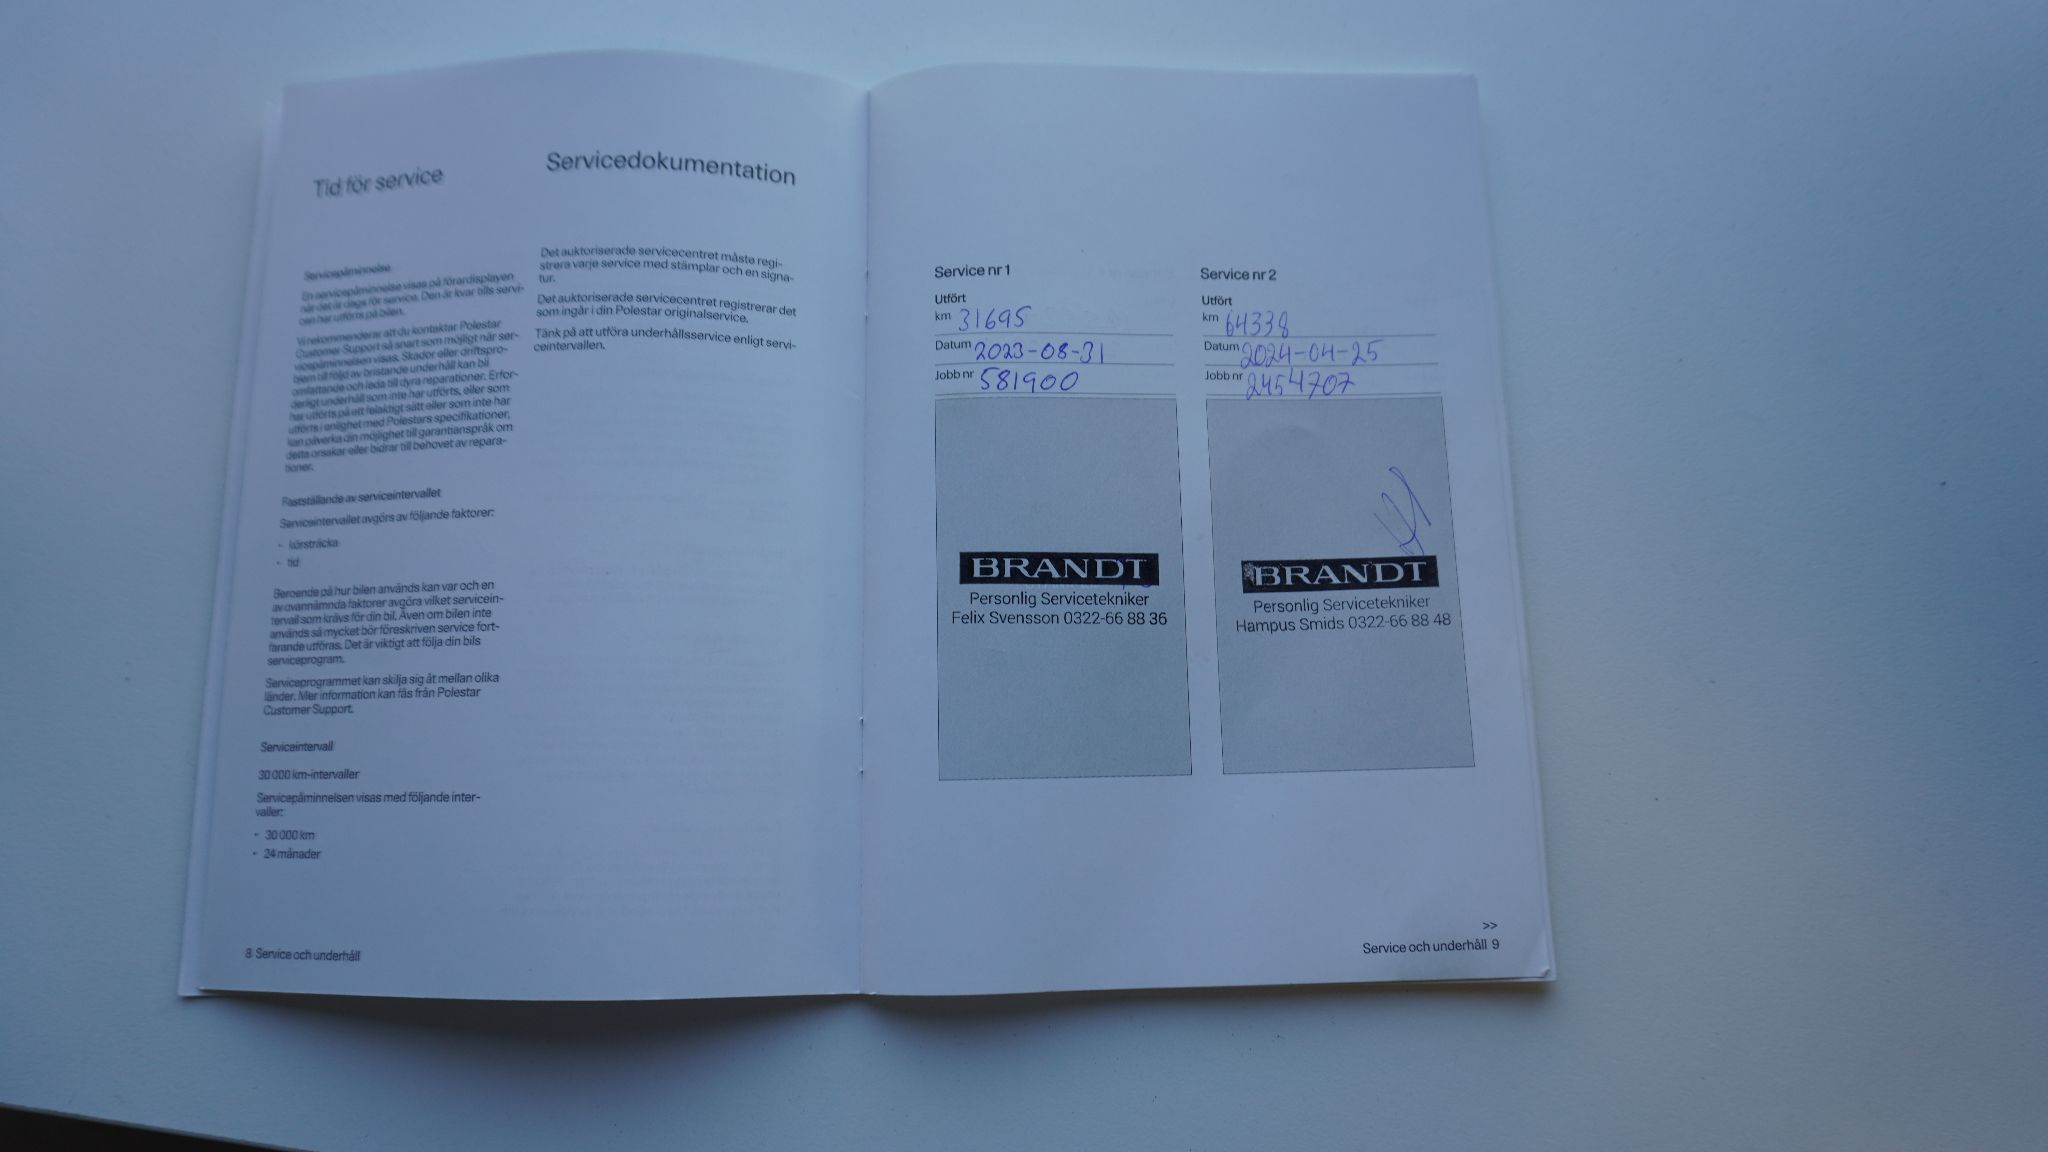 Tid för service
Servicepåminnelse
En servicepåminnelse visas på förardisplayen
när det är dags för service. Den är kvar tills servi-
cen har utförts på bilen.
Vi rekommenderar att du kontaktar Polestar
Customer Support så snart som möjligt när ser-
vicepåminnelsen visas. Skador eller driftspro-
blem till följd av bristande underhåll kan bli
omfattande och leda till dyra reparationer. Erfor-
derligt underhåll som inte har utförts, eller som
har utförts på ett felaktigt sätt eller som inte har
utförts i enlighet med Polestars specifikationer,
kan påverka din möjlighet till garantianspråk om
detta orsakar eller bidrar till behovet av repara-
tioner.
Fastställande av serviceintervallet
Serviceintervallet avgörs av följande faktorer:
- körsträcka
- tid
Beroende på hur bilen används kan var och en
av ovannämnda faktorer avgöra vilket servicein-
tervall som krävs för din bil. Även om bilen inte
används så mycket bör föreskriven service fort-
farande utföras. Det är viktigt att följa din bils
serviceprogram.
Serviceprogrammet kan skilja sig åt mellan olika
länder. Mer information kan fås från Polestar
Customer Support.
Serviceintervall
30 000 km-intervaller
Servicepåminnelsen visas med följande inter-
valler:
- 30 000 km
- 24 månader
8 Service och underhåll
Servicedokumentation
Det auktoriserade servicecentret måste regi-
strera varje service med stämplar och en signa-
tur.
Det auktoriserade servicecentret registrerar det
som ingår i din Polestar originalservice.
Tänk på att utföra underhållsservice enligt servi-
ceintervallen.
Service nr 1
Utfört
km 31695
Datum 2023-08-31
Jobb nr 581900
BRANDT
Personlig Servicetekniker
Felix Svensson 0322-66 88 36
Service nr 2
Utfört
km 64338
Datum 2024-04-25
Jobb nr 2454707
BRANDT
Personlig Servicetekniker
Hampus Smids 0322-66 88 48
>>
Service och underhåll 9